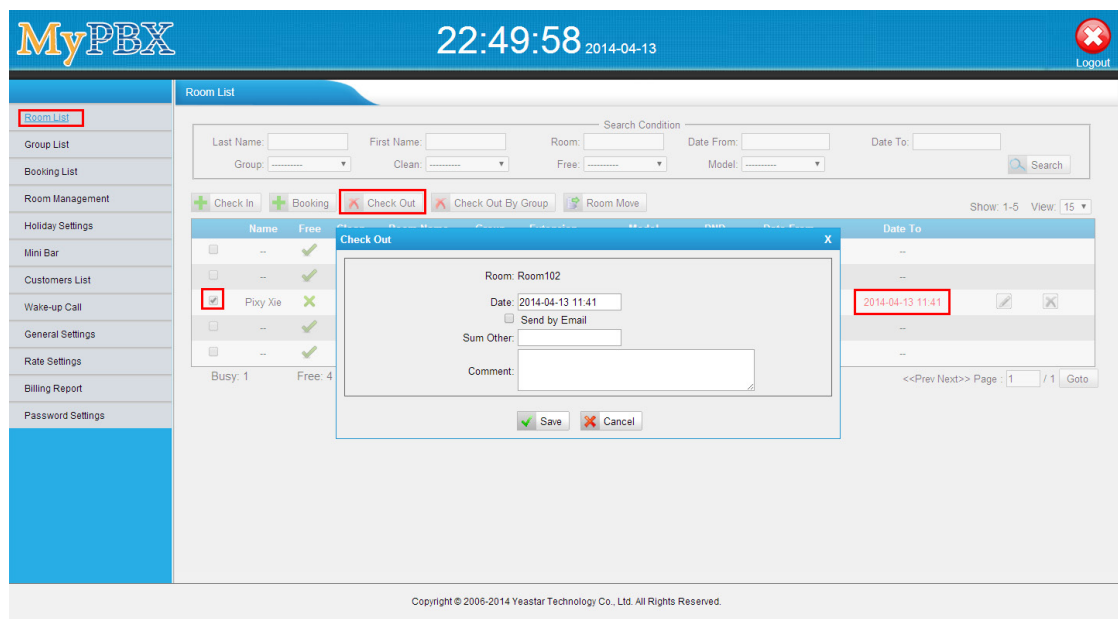 MyPBX
22:49:58 2014-04-13
Logout
Room List
Room List
Group List
Booking List
Room Management
Holiday Settings
Mini Bar
Customers List
Wake-up Call
General Settings
Rate Settings
Billing Report
Password Settings
Search Condition
Last Name: First Name: Room: Date From: Date To:
Group: ---------- Clean: ---------- Free: ---------- Model: ---------- Search
Check In Booking Check Out Check Out By Group Room Move Show: 1-5 View: 15
Name Free Date To
-- --
-- --
Pixy Xie 2014-04-13 11:41
-- --
-- --
Busy: 1 Free: 4 <<Prev Next>> Page : 1 / 1 Goto
Check Out X
Room: Room102
Date: 2014-04-13 11:41
Send by Email
Sum Other:
Comment:
Save Cancel
Copyright © 2006-2014 Yeastar Technology Co., Ltd. All Rights Reserved.